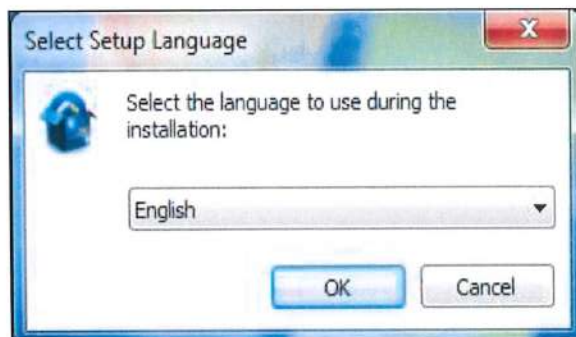 Select Setup Language
X
Select the language to use during the
installation:
English
OK
Cancel